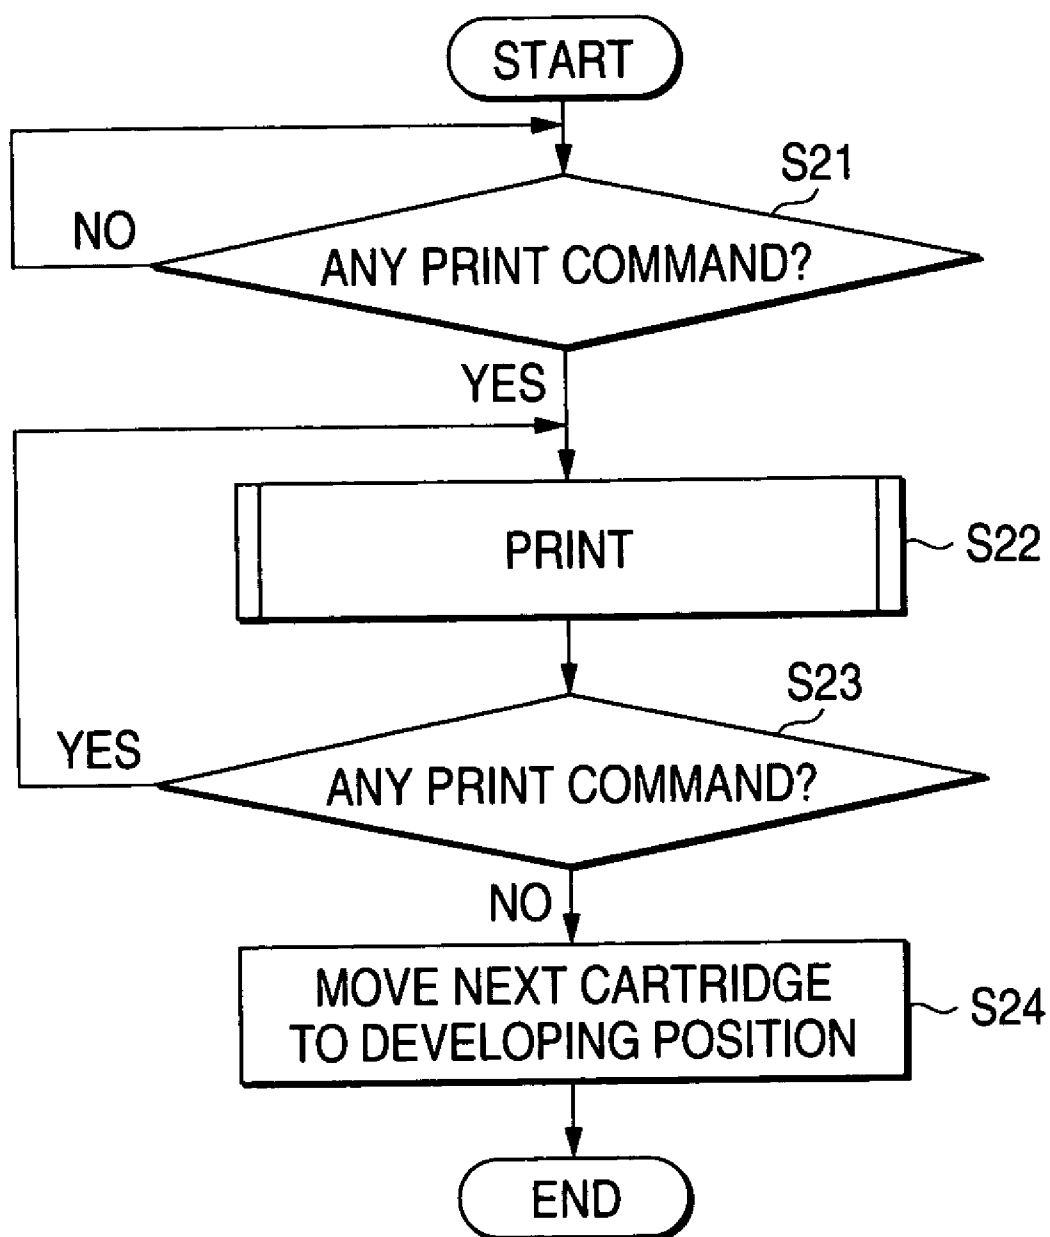 START
S21
NO
ANY PRINT COMMAND?
YES
PRINT
S22
S23
YES
ANY PRINT COMMAND?
NO
MOVE NEXT CARTRIDGE
TO DEVELOPING POSITION
S24
END